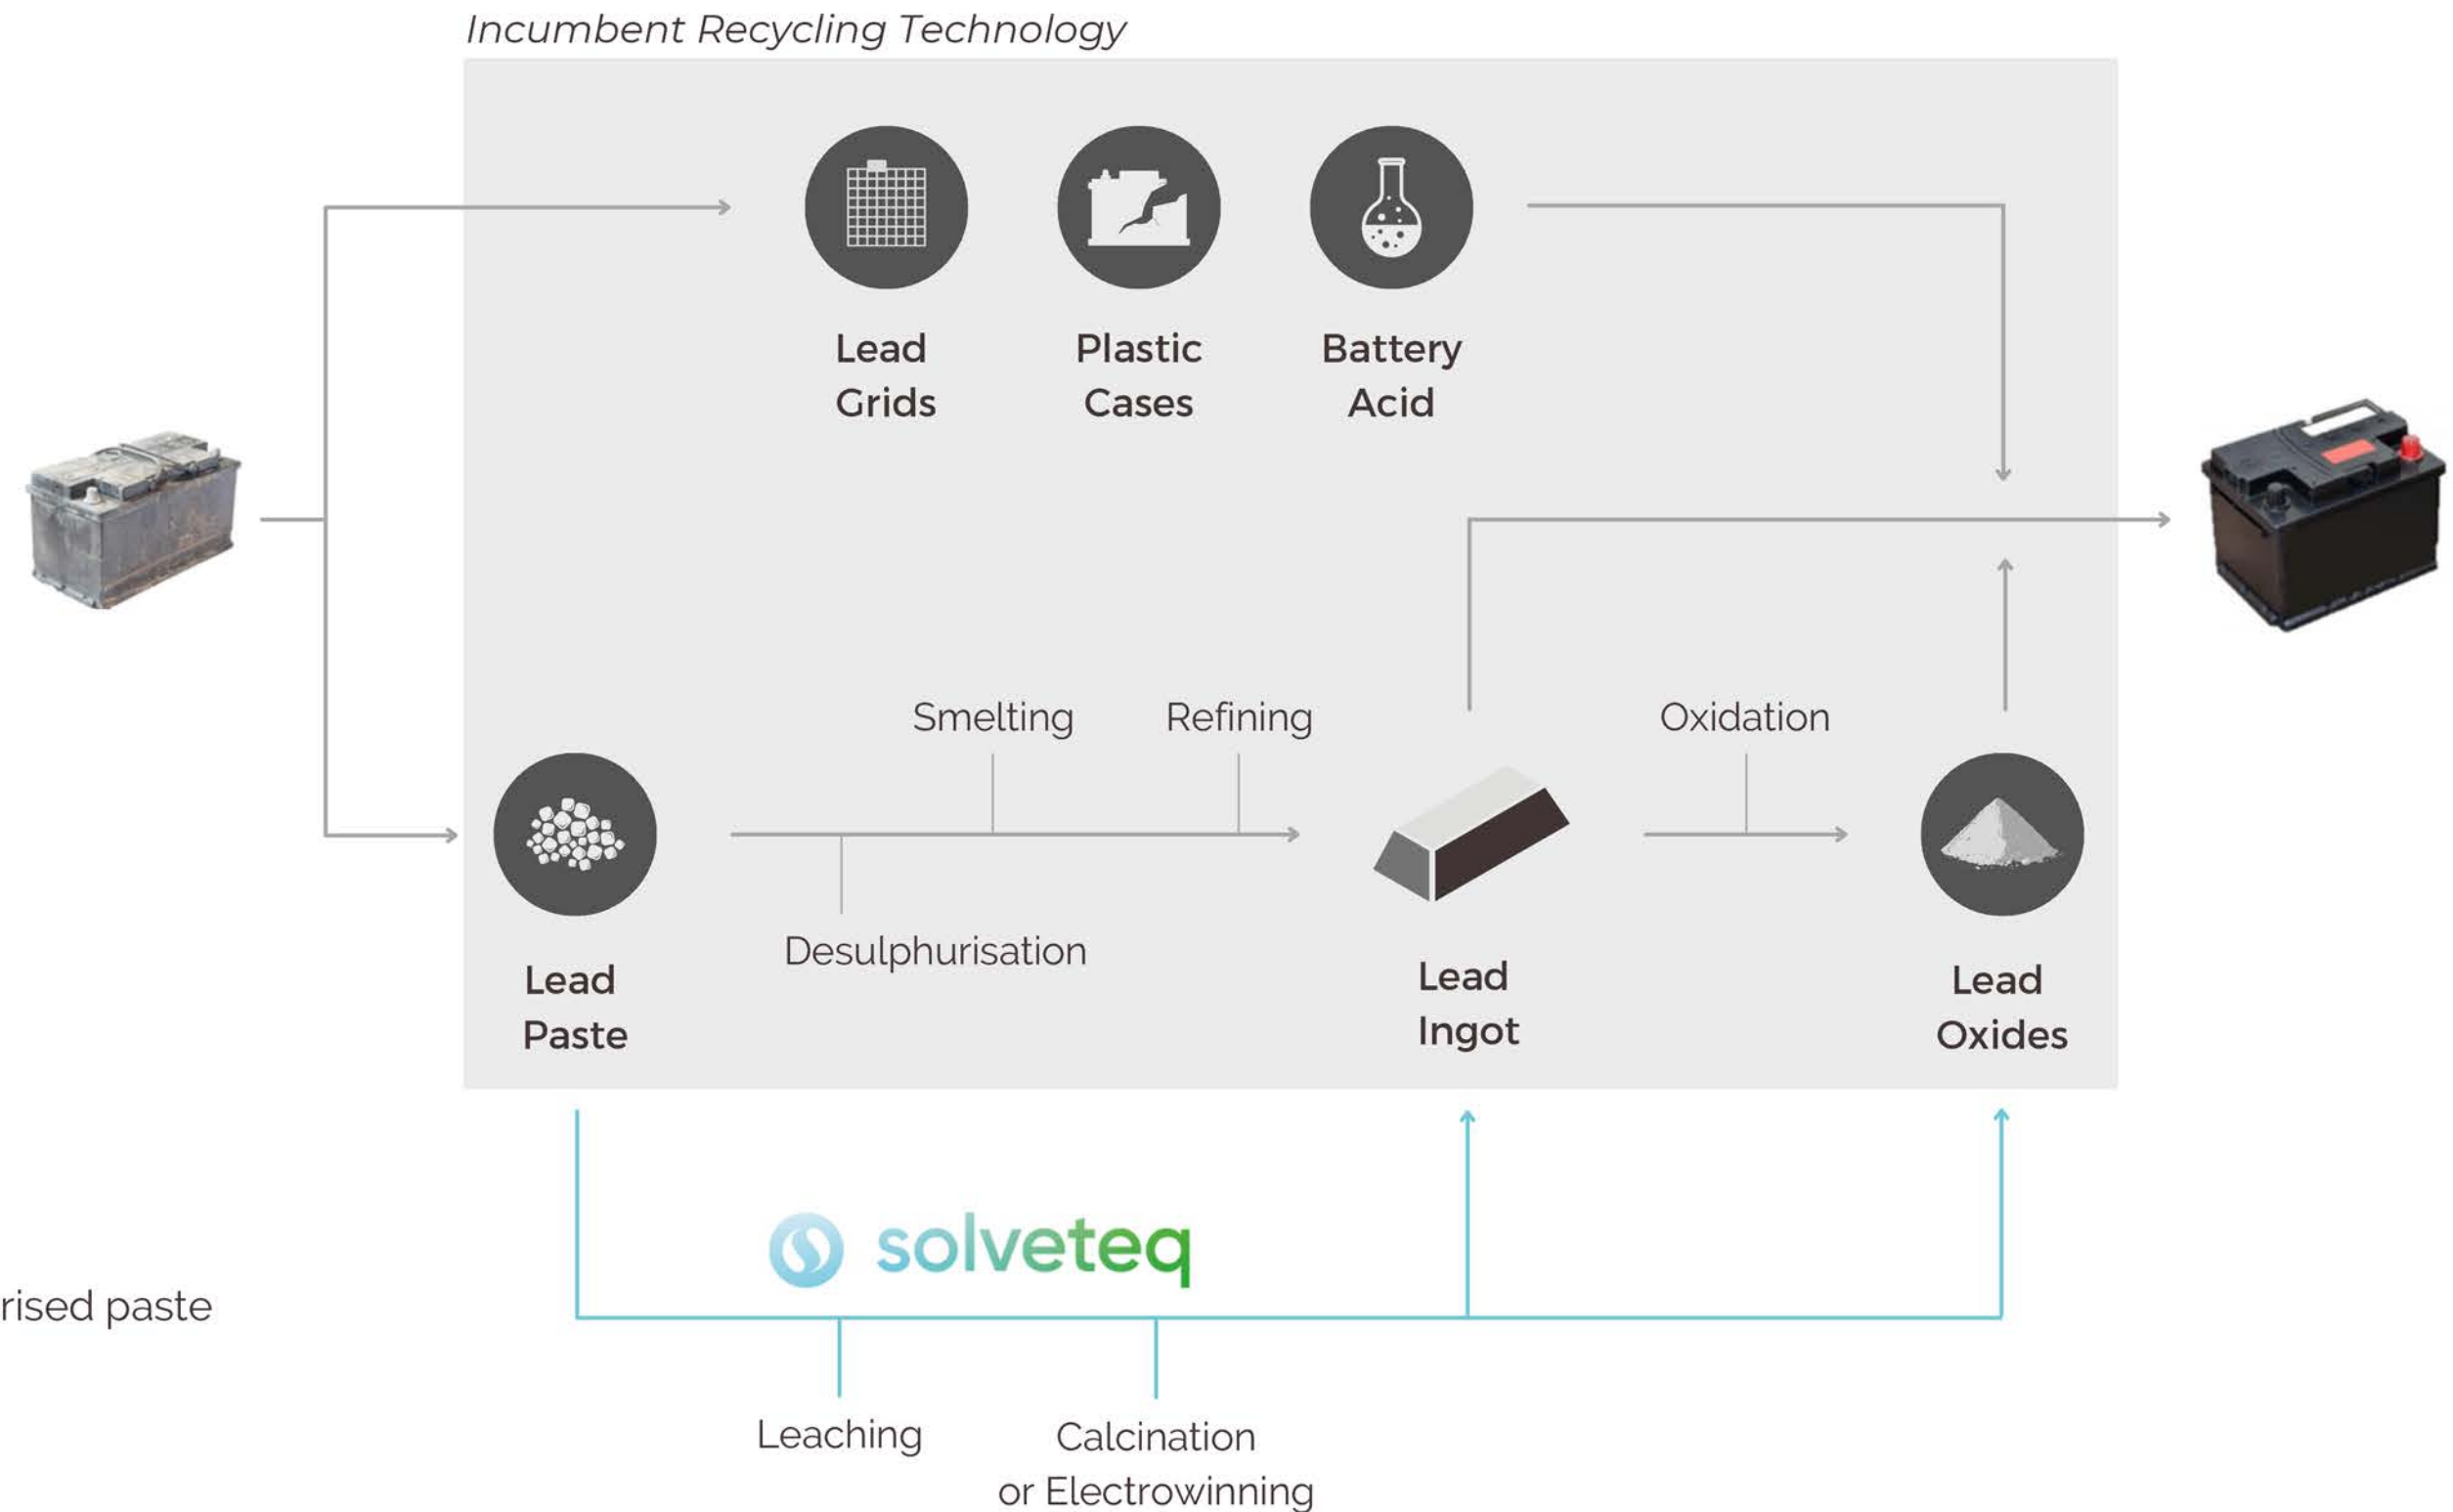 Incumbent Recycling Technology
Lead
Grids
Plastic
Cases
Battery
Acid
Smelting
Refining
Oxidation
Desulphurisation
Lead
Paste
Lead
Ingot
Lead
Oxides
solveteq
rised paste
Leaching
Calcination
or Electrowinning